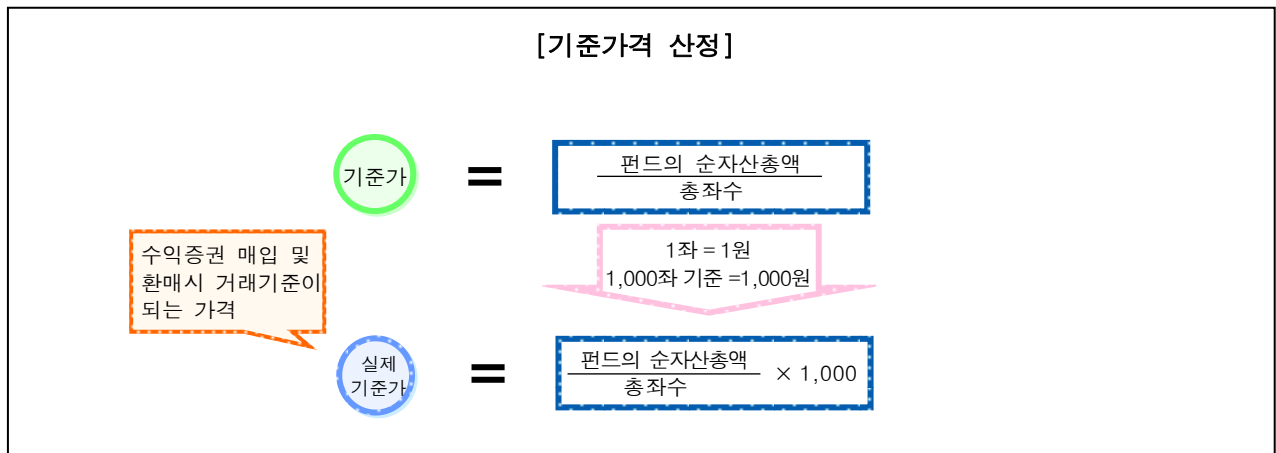 [기준가격 산정]
기준가
=
펀드의 순자산총액
총좌수
1좌 = 1원
1,000좌 기준 =1,000원
수익증권 매입 및
환매시 거래기준이
되는 가격
실제
기준가
=
펀드의 순자산총액
총좌수
× 1,000